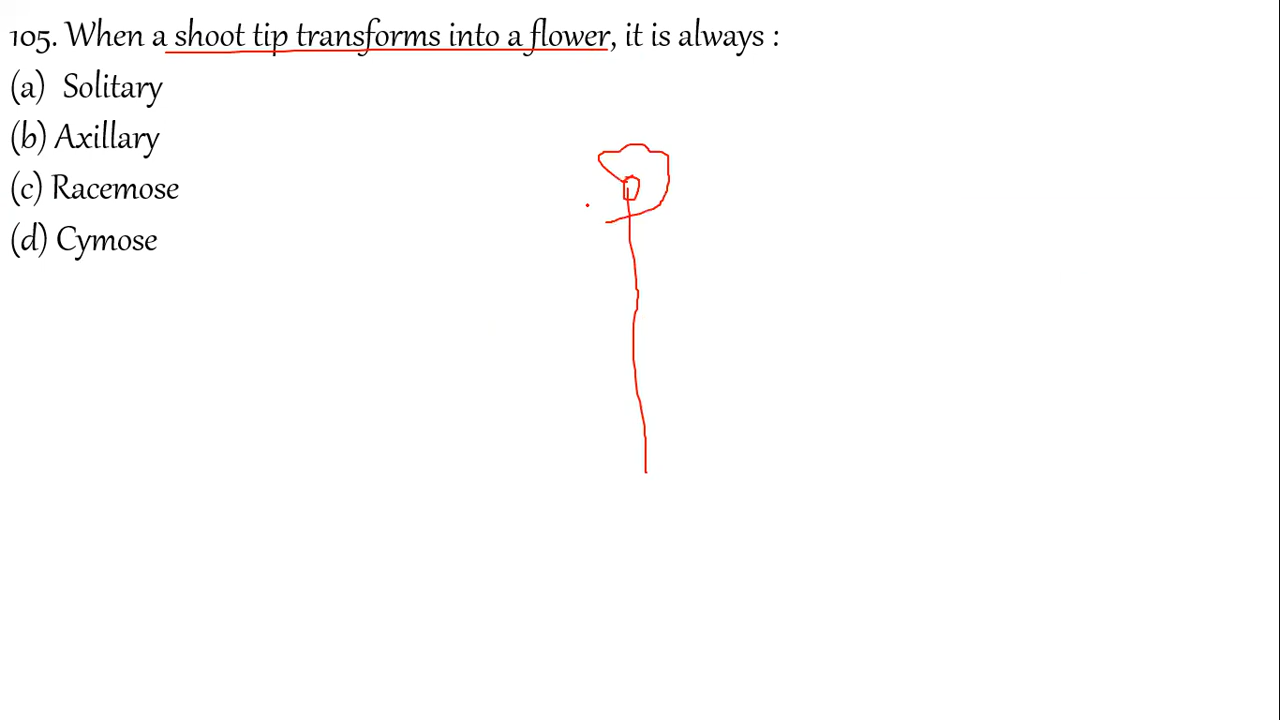 105. When a shoot tip transforms into a flower, it is always :
(a) Solitary
(b) Axillary
(c) Racemose
(d) Cymose